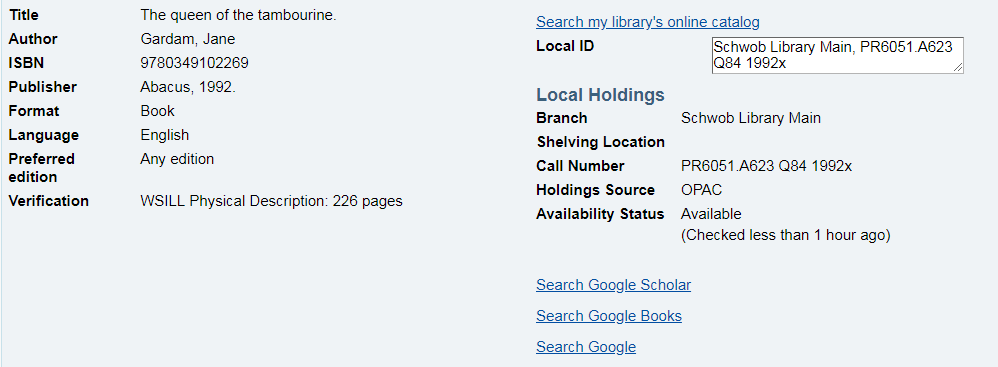 Title The queen of the tambourine.
Author Gardam, Jane
ISBN 9780349102269
Publisher Abacus, 1992.
Format Book
Language English
Preferred Any edition
edition
Verification WSILL Physical Description: 226 pages
Search my library's online catalog
Local ID Schwob Library Main, PR6051.A623
Q84 1992x
Local Holdings
Branch Schwob Library Main
Shelving Location
Call Number PR6051.A623 Q84 1992x
Holdings Source OPAC
Availability Status Available
(Checked less than 1 hour ago)
Search Google Scholar
Search Google Books
Search Google